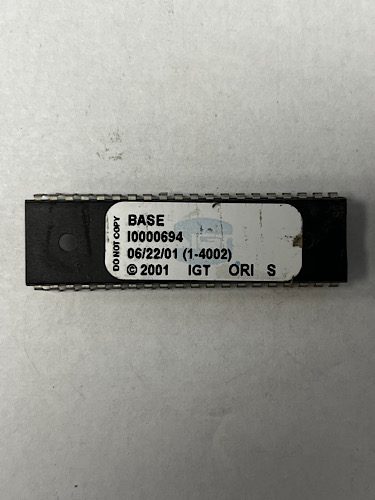 DO NOT COPY
BASE
I0000694
06/22/01 (1-4002)
© 2001 IGT ORI S